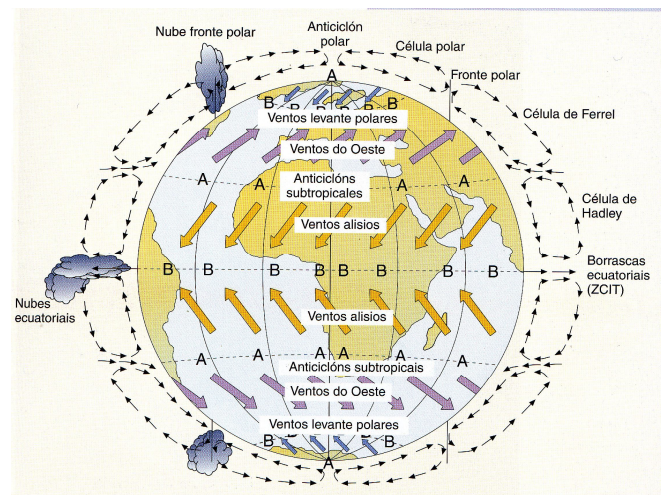 Nube fronte polar
Anticiclón
polar
Célula polar
Fronte polar
A
B B B B B B
Ventos levante polares
Célula de Ferrel
Ventos do Oeste
A A A A
Anticiclóns
subtropicales
Célula de
Hadley
Ventos alisios
B B B B B B B
Borrascas
ecuatoriais
(ZCIT)
Nubes
ecuatoriais
Ventos alisios
A A A A A A
Anticiclóns subtropicais
Ventos do Oeste
Ventos levante polares
B B B B
A